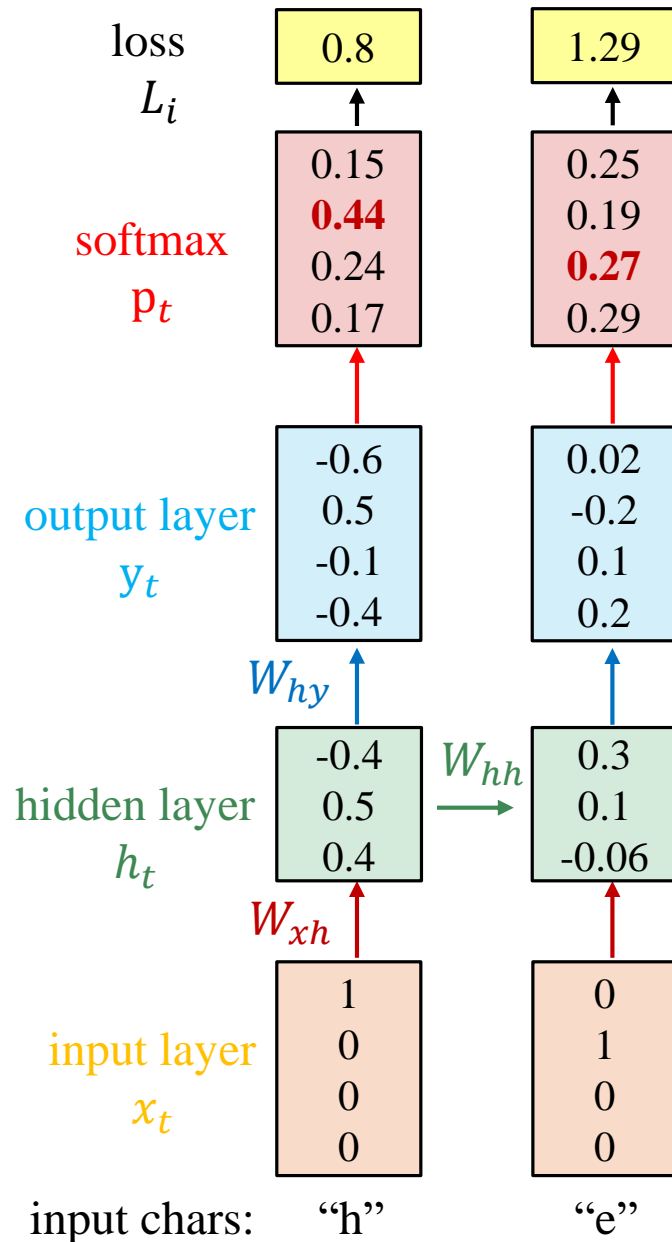 loss 0.8 1.29
L_i
0.15 0.25
0.44 0.19
softmax 0.24 0.27
p_t 0.17 0.29
-0.6 0.02
output layer 0.5 -0.2
y_t -0.1 0.1
-0.4 0.2
W_hy
-0.4 W_hh 0.3
hidden layer 0.5 0.1
h_t 0.4 -0.06
W_xh
1 0
input layer 0 1
x_t 0 0
0 0
input chars: “h” “e”